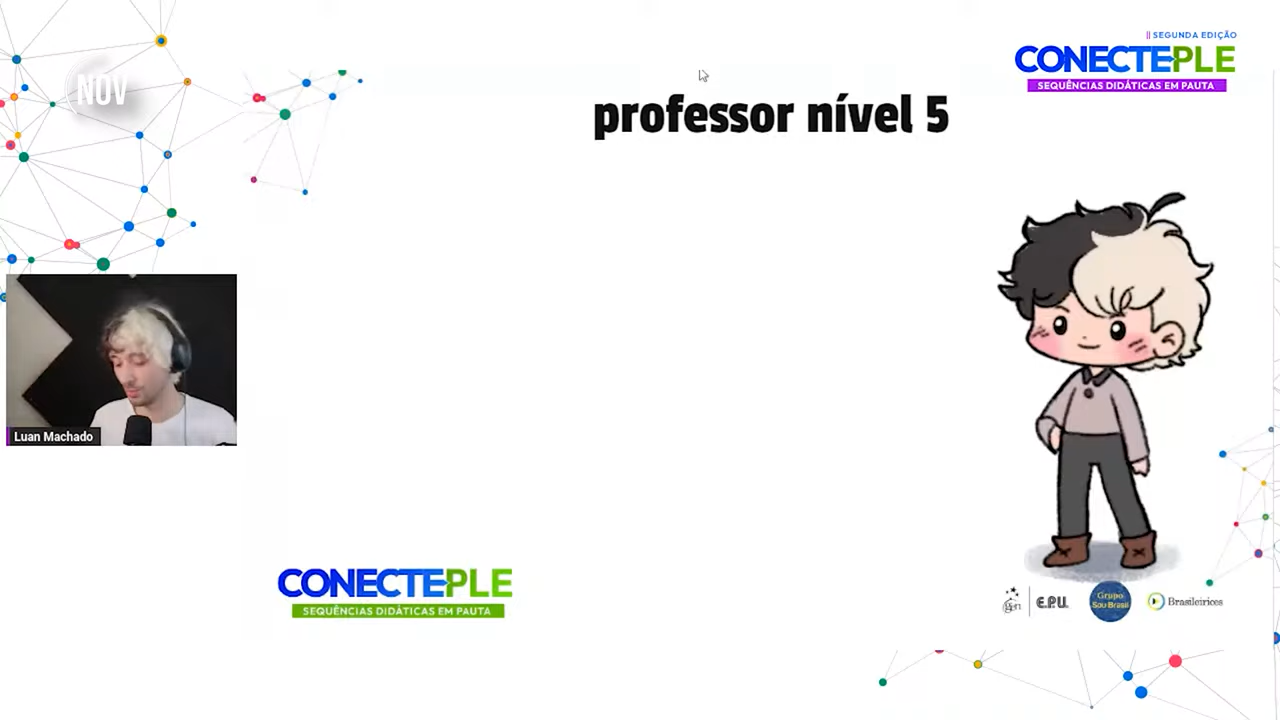 NOV
|| SEGUNDA EDIÇÃO
CONECTEPLE
SEQUÊNCIAS DIDÁTICAS EM PAUTA
professor nível 5
Luan Machado
CONECTEPLE
SEQUÊNCIAS DIDÁTICAS EM PAUTA
gen
E.P.U.
Grupo
Sou Brasil
Brasileirices